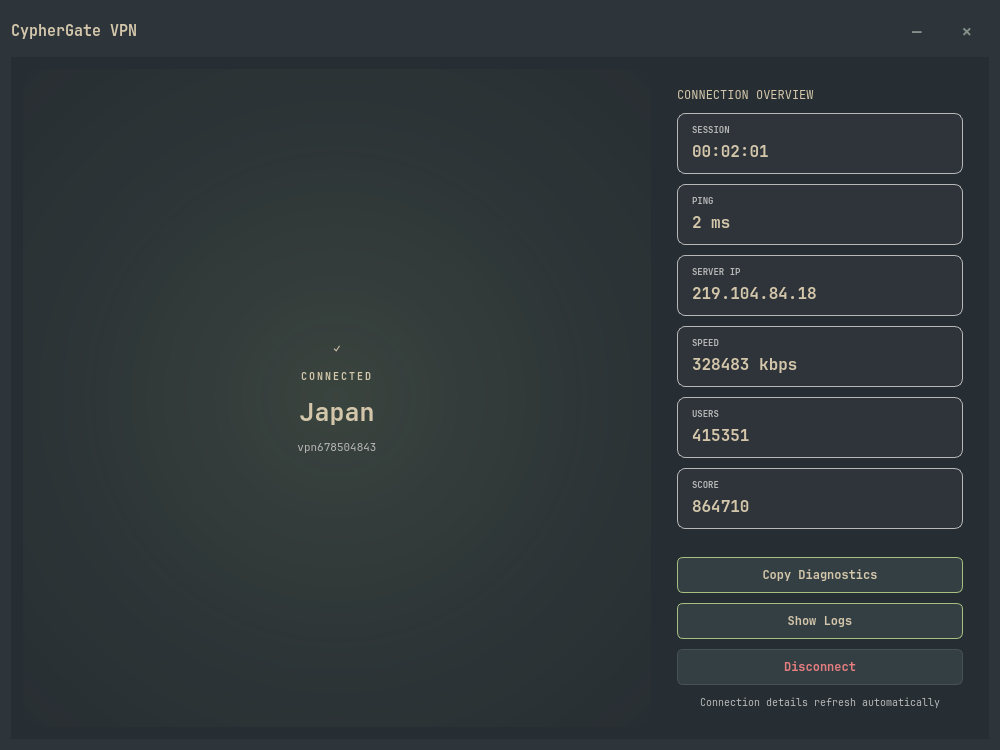 CypherGate VPN
– ×
✓
CONNECTED
Japan
vpn678504843
CONNECTION OVERVIEW
SESSION
00:02:01
PING
2 ms
SERVER IP
219.104.84.18
SPEED
328483 kbps
USERS
415351
SCORE
864710
Copy Diagnostics
Show Logs
Disconnect
Connection details refresh automatically